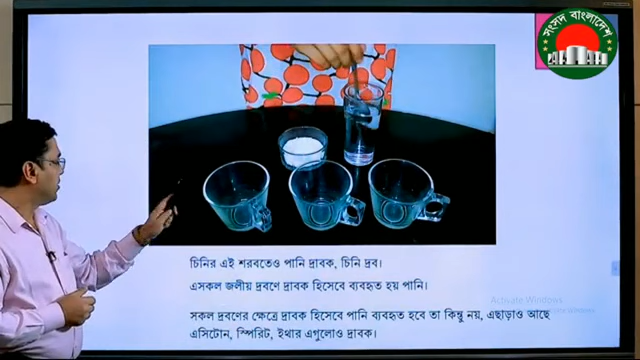 সংসদ বাংলাদেশ
চিনির এই শরবতেও পানি দ্রাবক, চিনি দ্রব।
এসকল জলীয় দ্রবণে দ্রাবক হিসেবে ব্যবহৃত হয় পানি।
Activate Windows
সকল দ্রবণের ক্ষেত্রে দ্রাবক হিসেবে পানি ব্যবহৃত হবে তা কিন্তু নয়, এছাড়াও আছে
এসিটোন, স্পিরিট, ইথার এগুলোও দ্রাবক।